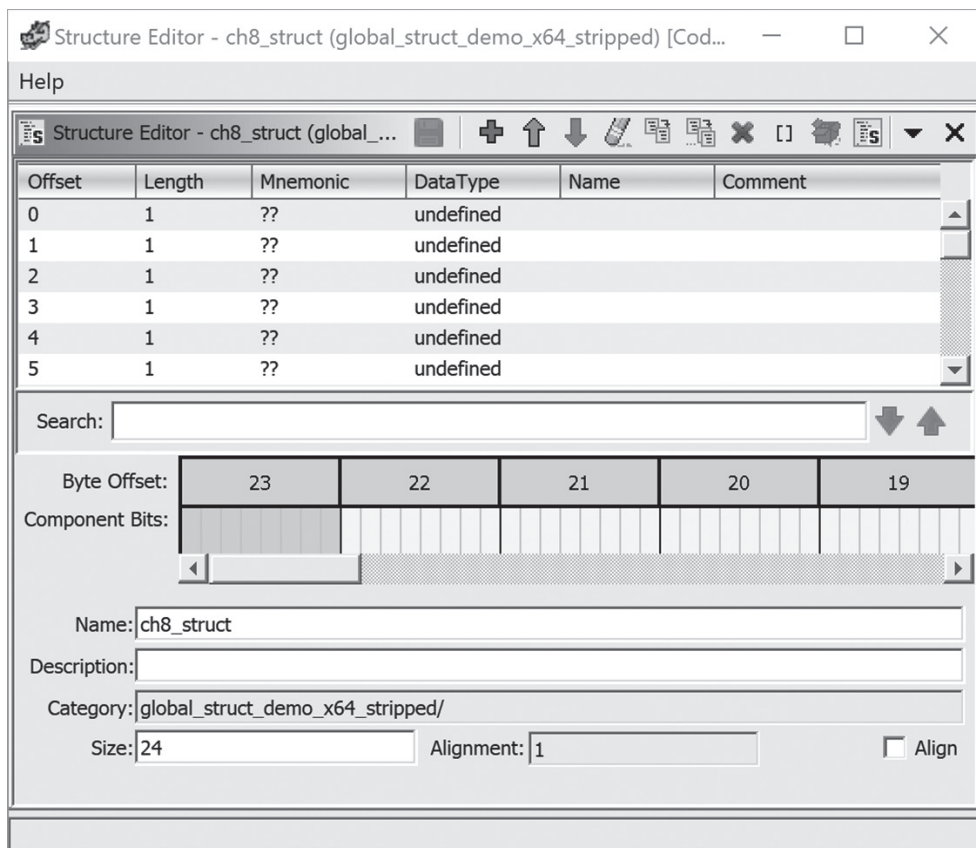 Structure Editor - ch8_struct (global_struct_demo_x64_stripped) [Cod...
Help
Structure Editor - ch8_struct (global_...
Offset Length Mnemonic DataType Name Comment
0 1 ?? undefined
1 1 ?? undefined
2 1 ?? undefined
3 1 ?? undefined
4 1 ?? undefined
5 1 ?? undefined
Search:
Byte Offset: 23 22 21 20 19
Component Bits:
Name: ch8_struct
Description:
Category: global_struct_demo_x64_stripped/
Size: 24 Alignment: 1 Align